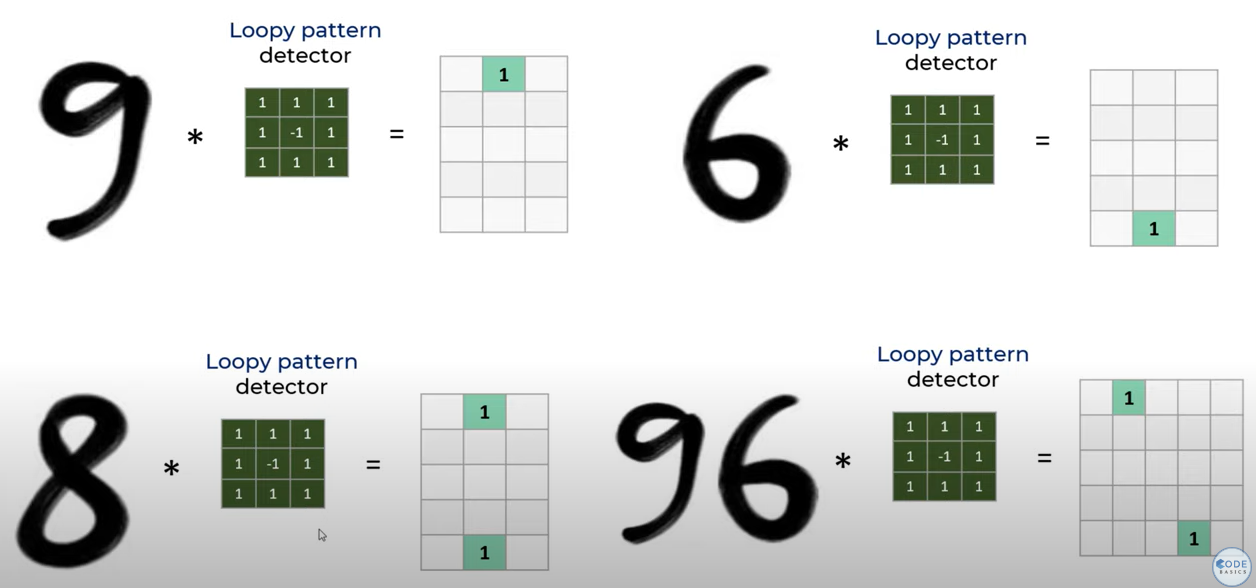 Loopy pattern
detector
9 * = 
1 1 1
1 -1 1
1 1 1
1
Loopy pattern
detector
6 * =
1 1 1
1 -1 1
1 1 1
1
Loopy pattern
detector
8 * =
1 1 1
1 -1 1
1 1 1
1
1
Loopy pattern
detector
96 * =
1 1 1
1 -1 1
1 1 1
1
1
CODE
BASICS